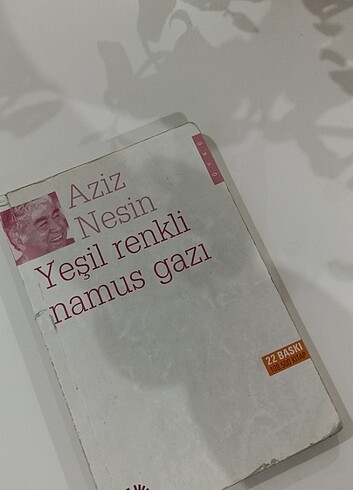 Aziz
Nesin
Yeşil renkli
namus gazı
22 BASKI